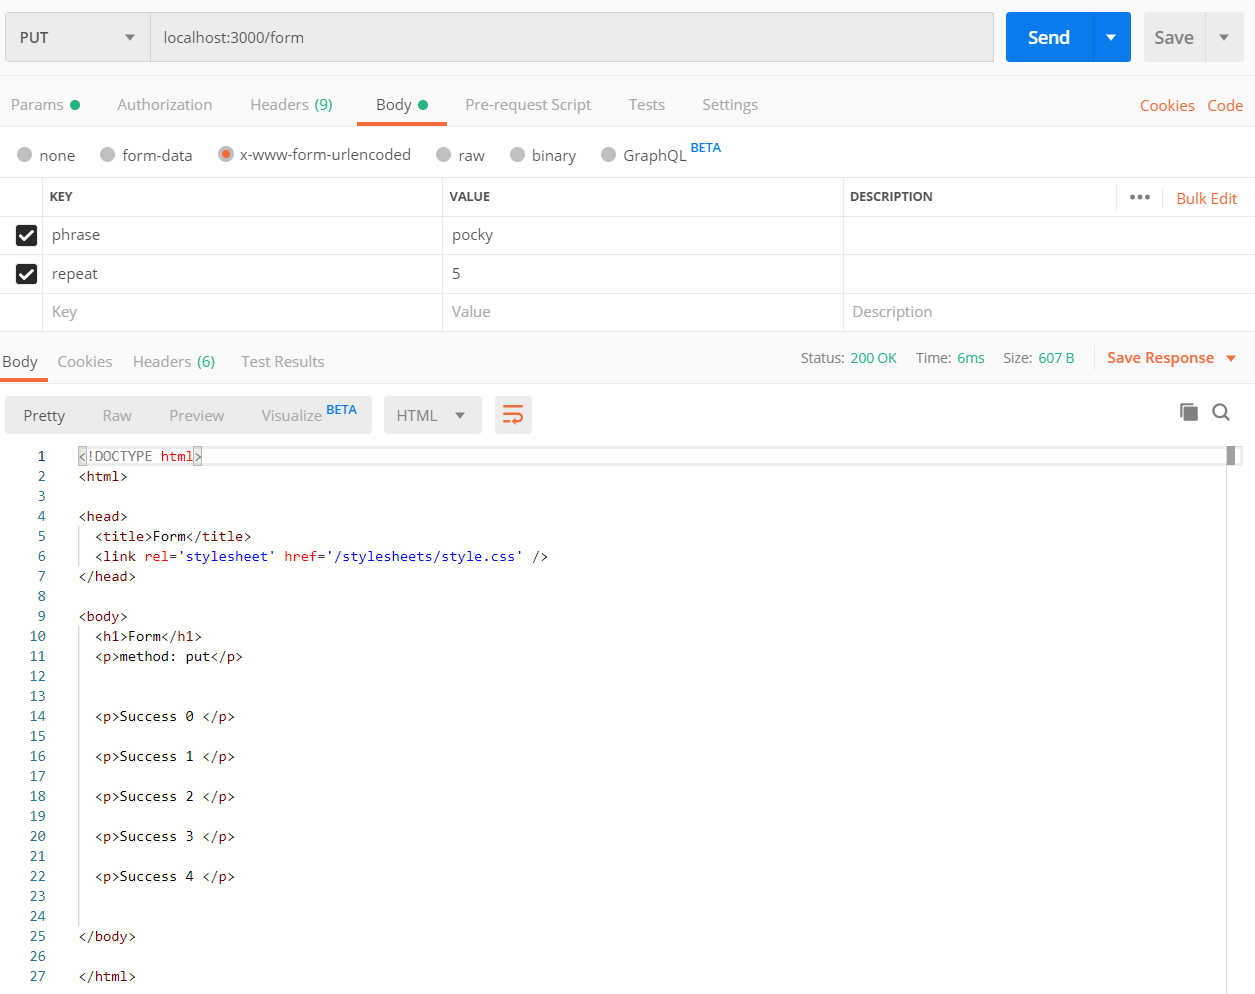 PUT localhost:3000/form Send Save
Params Authorization Headers (9) Body Pre-request Script Tests Settings Cookies Code
none form-data x-www-form-urlencoded raw binary GraphQL BETA
KEY VALUE DESCRIPTION ••• Bulk Edit
phrase pocky
repeat 5
Key Value Description
Body Cookies Headers (6) Test Results Status: 200 OK Time: 6ms Size: 607 B Save Response
Pretty Raw Preview Visualize BETA HTML
1 <!DOCTYPE html>
2 <html>
3
4 <head>
5 <title>Form</title>
6 <link rel='stylesheet' href='/stylesheets/style.css' />
7 </head>
8
9 <body>
10 <h1>Form</h1>
11 <p>method: put</p>
12
13
14 <p>Success 0 </p>
15
16 <p>Success 1 </p>
17
18 <p>Success 2 </p>
19
20 <p>Success 3 </p>
21
22 <p>Success 4 </p>
23
24
25 </body>
26
27 </html>